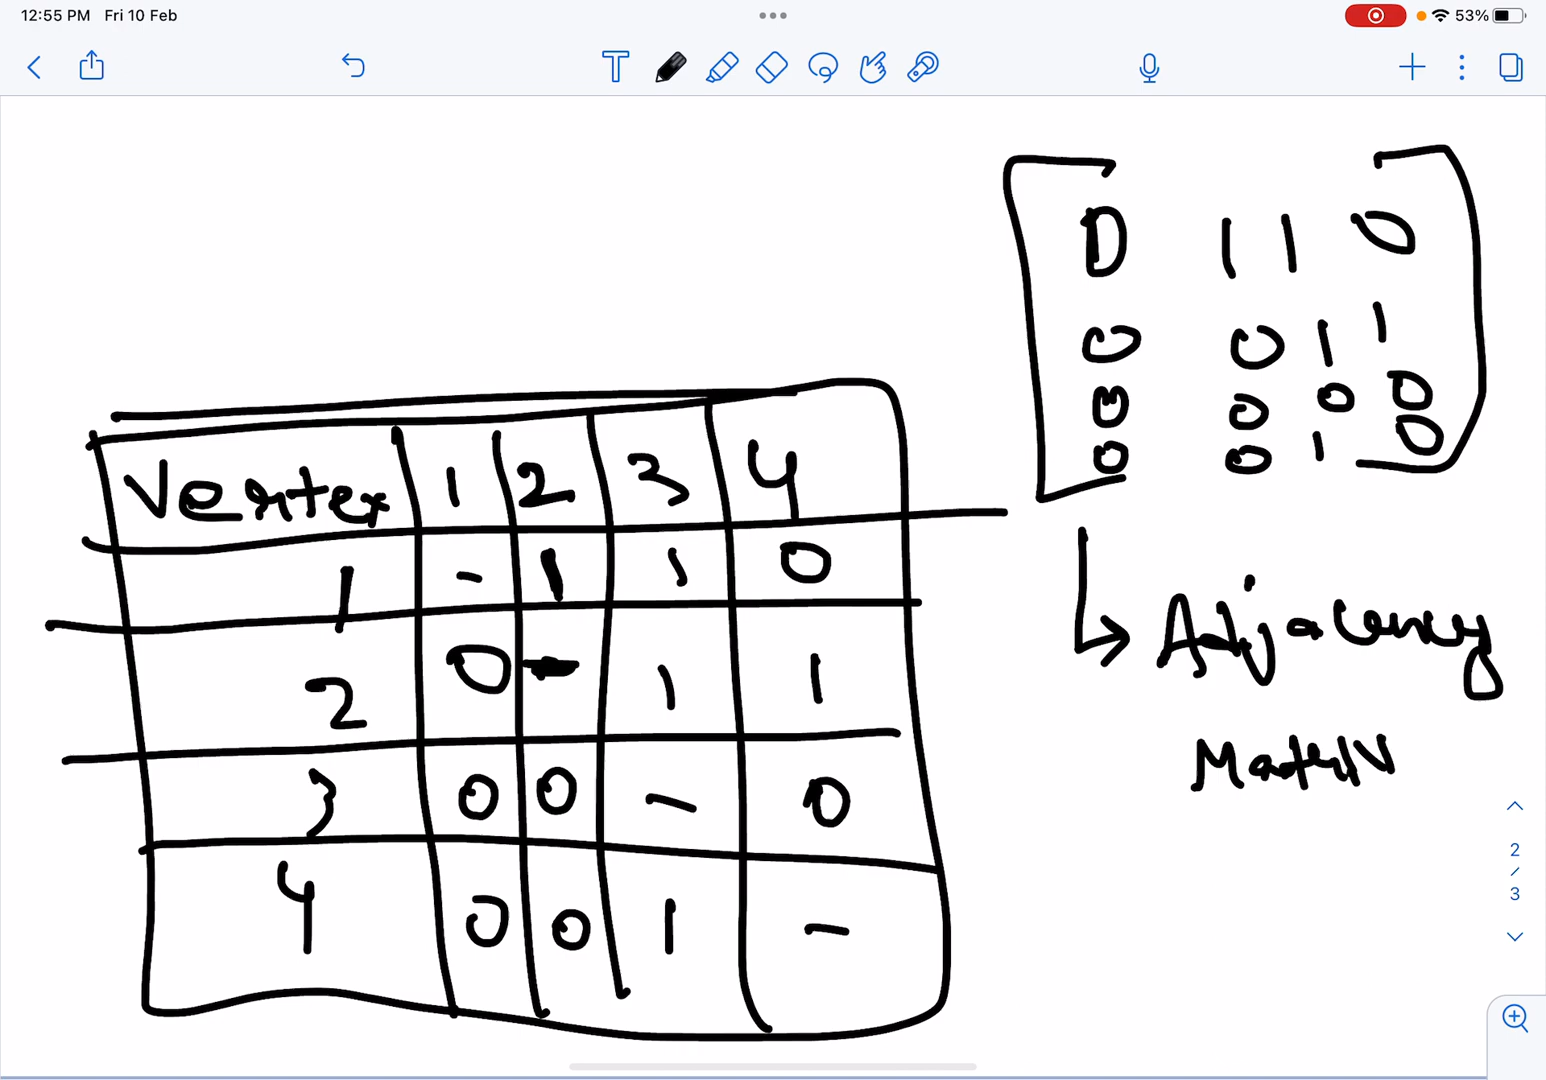 12:55 PM Fri 10 Feb
53%
T
0 1 1 0
0 0 1 1
0 0 0 0
0 0 1 0
Vertex 1 2 3 4
1 - 1 1 0
2 0 - 1 1
3 0 0 - 0
4 0 0 1 -
Adjacency
Matrix
2
/
3